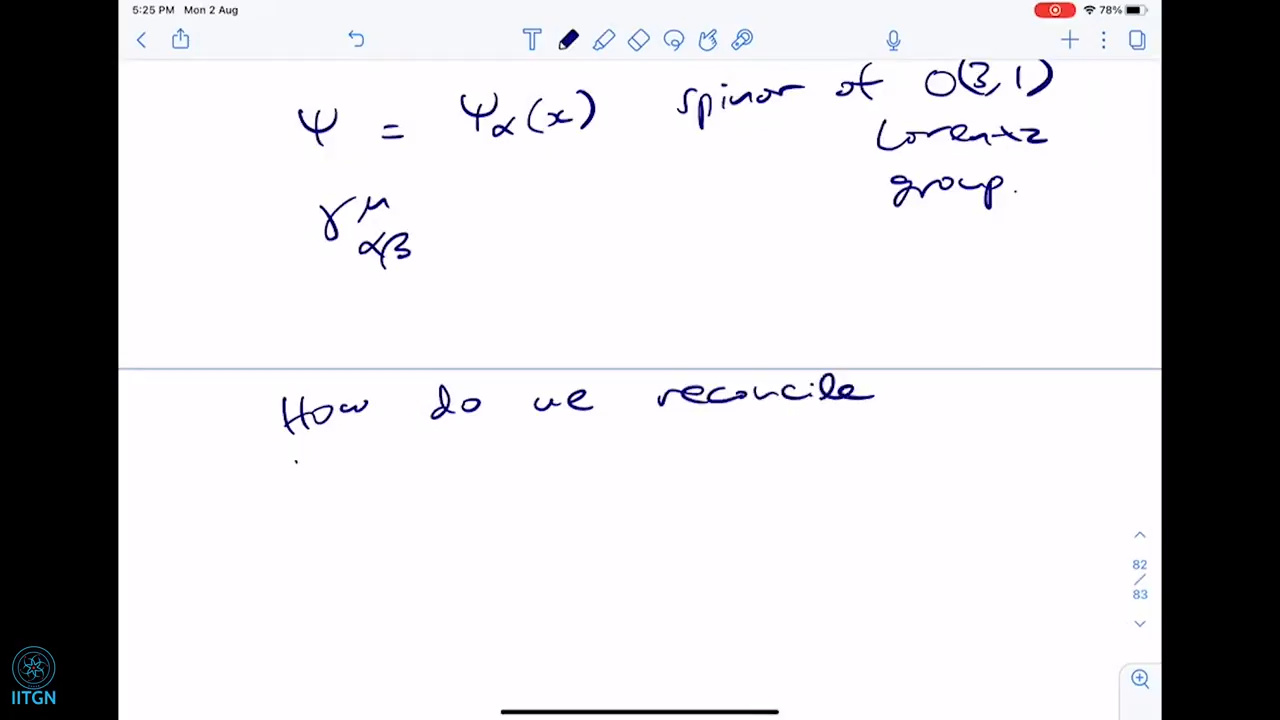 5:25 PM Mon 2 Aug
78%
Ψ = Ψα(x) spinor of O(3,1)
Lorentz
group.
γ^μ_αβ
How do we reconcile
82
/
83
IITGN